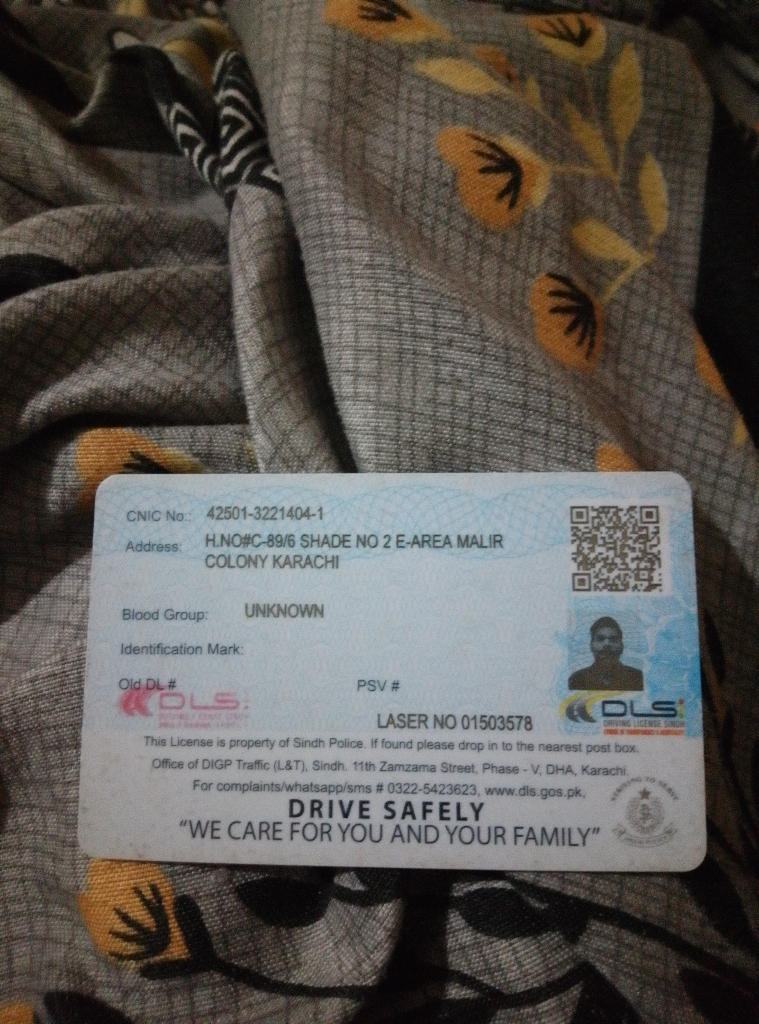 CNIC No.: 42501-3221404-1
Address: H.NO#C-89/6 SHADE NO 2 E-AREA MALIR
COLONY KARACHI
Blood Group: UNKNOWN
Identification Mark:
Old DL # PSV #
DLS
DLS
DRIVING LICENSE SINDH
LASER NO 01503578
This License is property of Sindh Police. If found please drop in to the nearest post box.
Office of DIGP Traffic (L&T), Sindh. 11th Zamzama Street, Phase - V, DHA, Karachi.
For complaints/whatsapp/sms # 0322-5423623, www.dls.gos.pk,
DRIVE SAFELY
"WE CARE FOR YOU AND YOUR FAMILY"